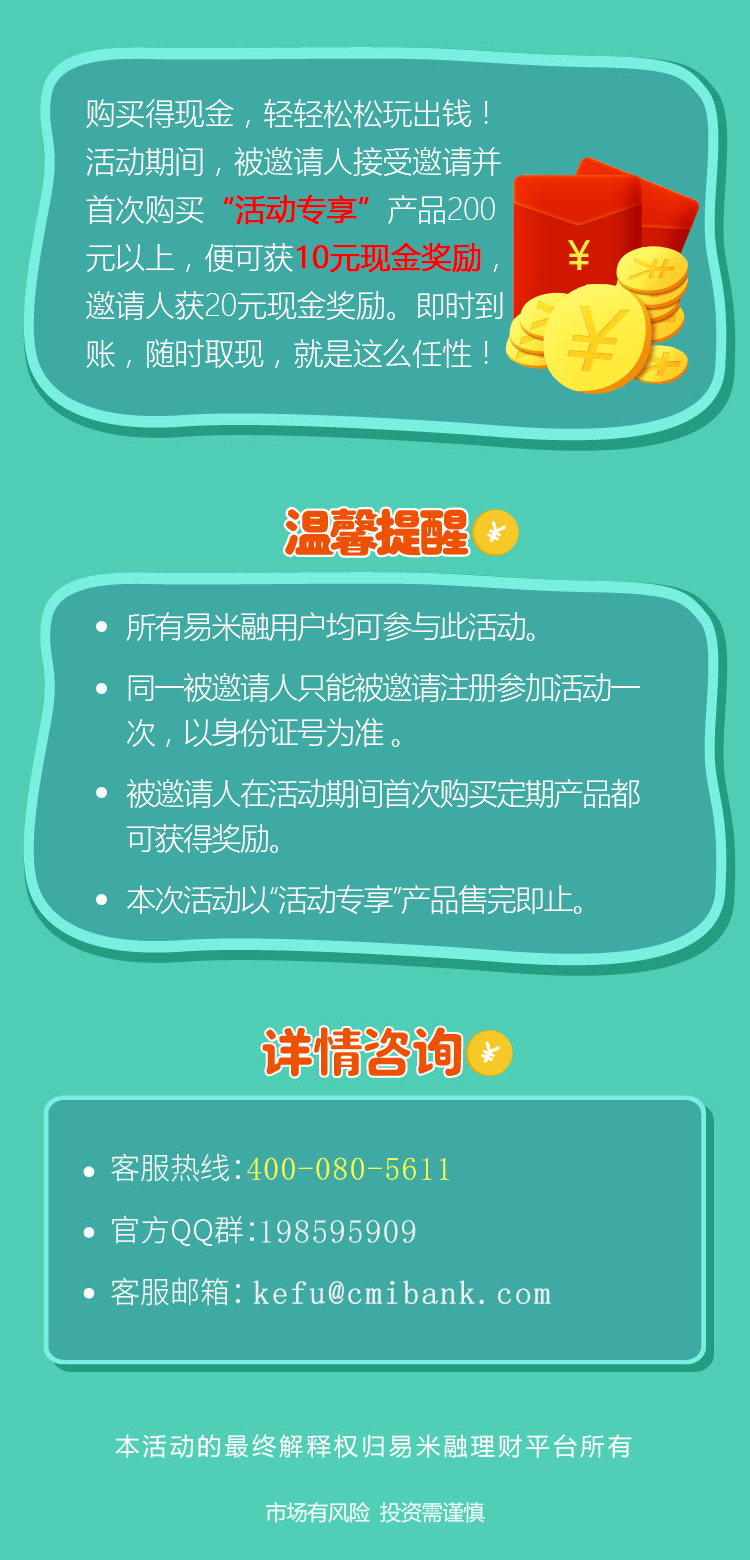 购买得现金，轻轻松松玩出钱！
活动期间，被邀请人接受邀请并
首次购买“活动专享”产品200
元以上，便可获10元现金奖励，
邀请人获20元现金奖励。即时到
账，随时取现，就是这么任性！
¥
温馨提醒
• 所有易米融用户均可参与此活动。
• 同一被邀请人只能被邀请注册参加活动一
次，以身份证号为准 。
• 被邀请人在活动期间首次购买定期产品都
可获得奖励。
• 本次活动以“活动专享”产品售完即止。
详情咨询
• 客服热线：400-080-5611
• 官方QQ群：198595909
• 客服邮箱：kefu@cmibank.com
本活动的最终解释权归易米融理财平台所有
市场有风险 投资需谨慎